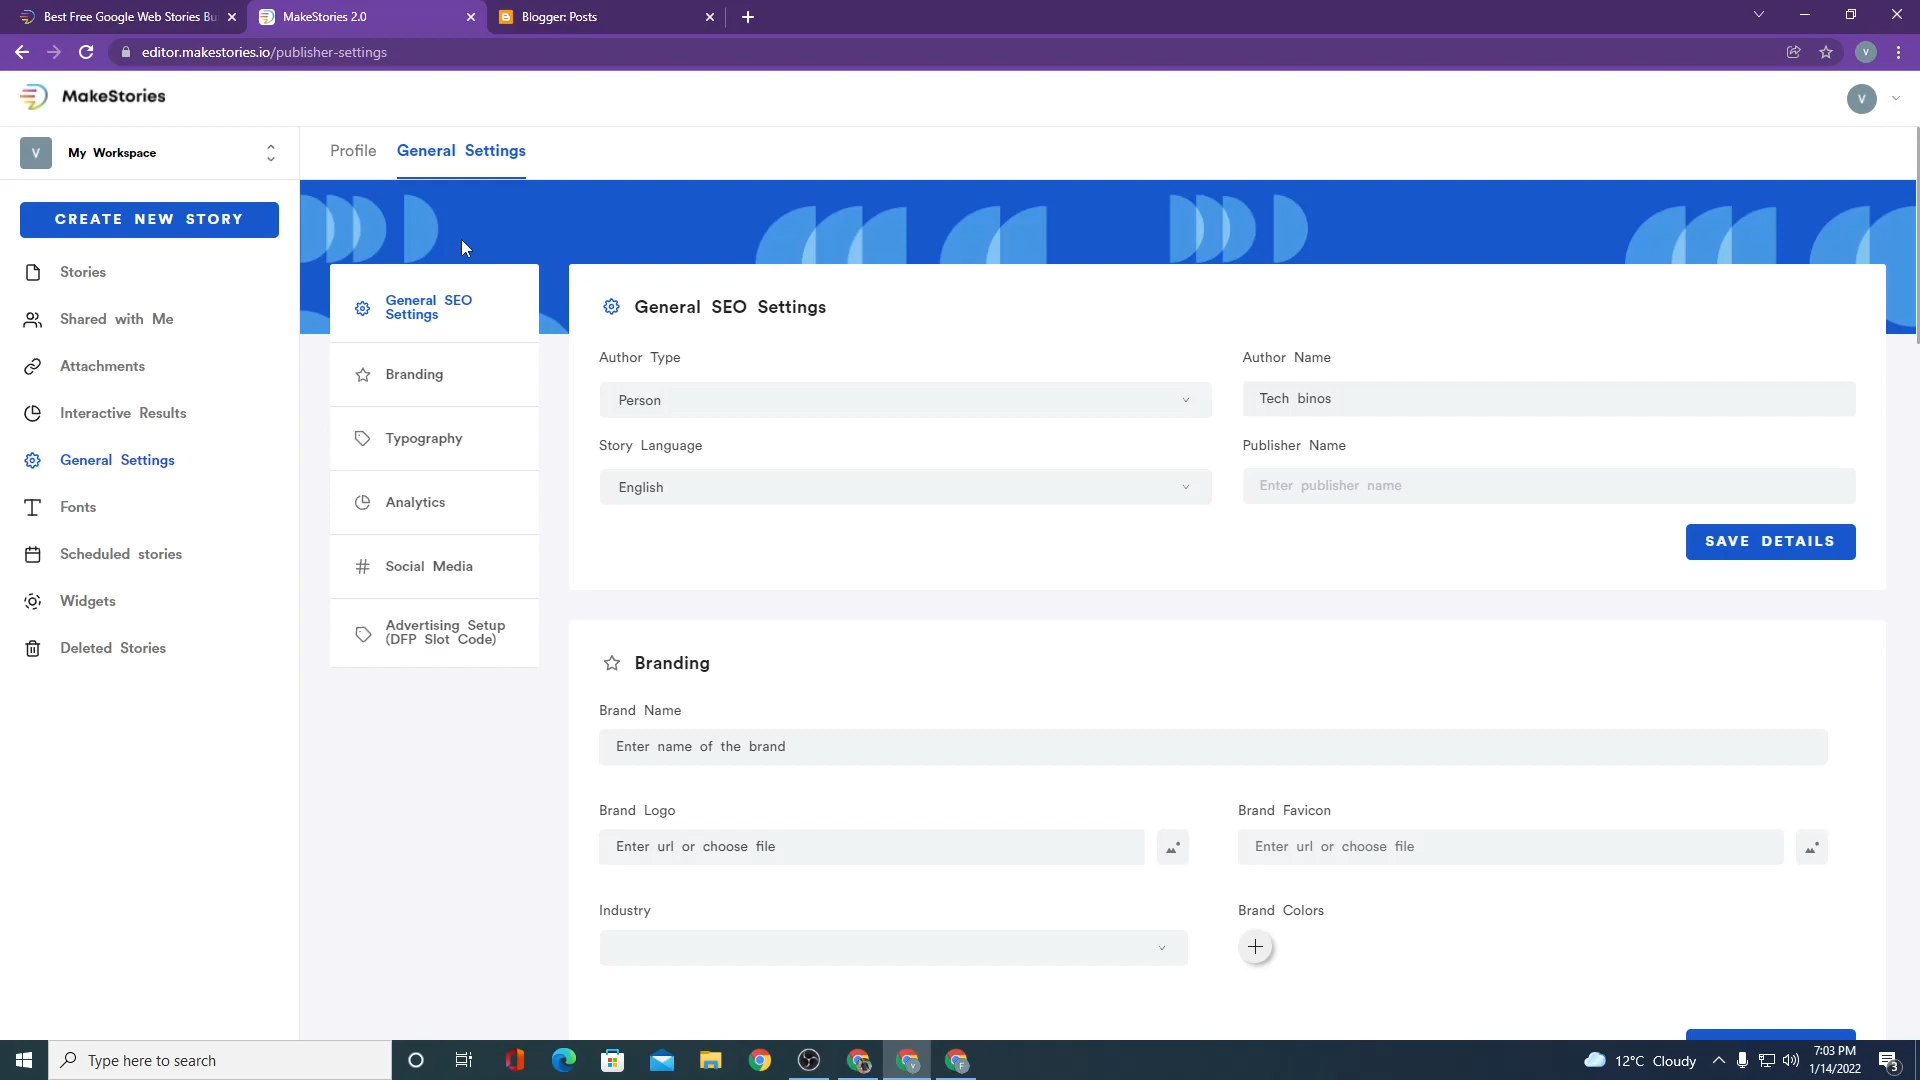 Best Free Google Web Stories Bu
MakeStories 2.0
Blogger: Posts
editor.makestories.io/publisher-settings
V
MakeStories
V
V
My Workspace
Profile
General Settings
CREATE NEW STORY
Stories
Shared with Me
Attachments
Interactive Results
General Settings
Fonts
Scheduled stories
Widgets
Deleted Stories
General SEO
Settings
Branding
Typography
Analytics
Social Media
Advertising Setup
(DFP Slot Code)
General SEO Settings
Author Type
Author Name
Person
Tech binos
Story Language
Publisher Name
English
Enter publisher name
SAVE DETAILS
Branding
Brand Name
Enter name of the brand
Brand Logo
Brand Favicon
Enter url or choose file
Enter url or choose file
Industry
Brand Colors
Type here to search
12°C Cloudy
7:03 PM
1/14/2022
3